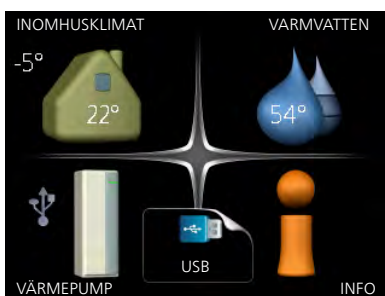 INOMHUSKLIMAT
VARMVATTEN
-5°
22°
54°
USB
VÄRMEPUMP
INFO